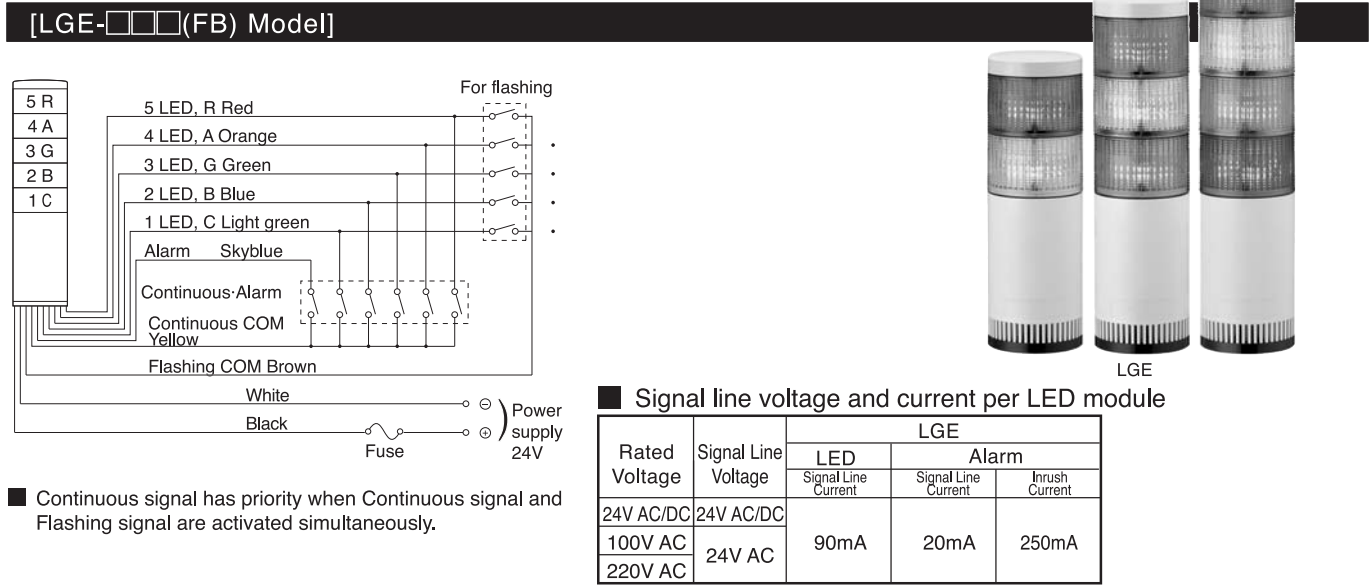 [LGE-□□□(FB) Model]
For flashing
5 R
4 A
3 G
2 B
1 C
5 LED, R Red
4 LED, A Orange
3 LED, G Green
2 LED, B Blue
1 LED, C Light green
Alarm Skyblue
Continuous·Alarm
Continuous COM
Yellow
Flashing COM Brown
White
Black
Fuse
⊖
⊕
Power
supply
24V
■ Continuous signal has priority when Continuous signal and
Flashing signal are activated simultaneously.
LGE
■ Signal line voltage and current per LED module
Rated
Voltage
Signal Line
Voltage
LGE
LED
Alarm
Signal Line
Current
Signal Line
Current
Inrush
Current
24V AC/DC
24V AC/DC
100V AC
220V AC
24V AC
90mA
20mA
250mA